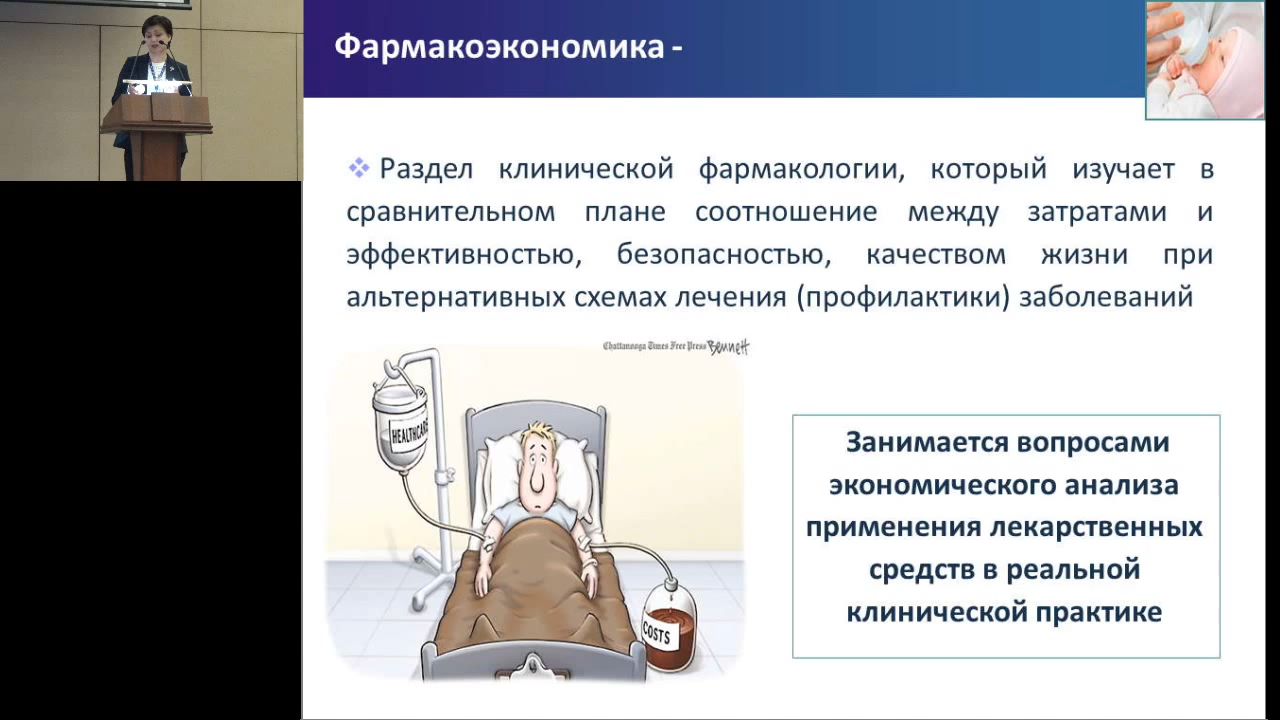 Фармакоэкономика -
Раздел клинической фармакологии, который изучает в
сравнительном плане соотношение между затратами и
эффективностью, безопасностью, качеством жизни при
альтернативных схемах лечения (профилактики) заболеваний
Chattanooga Times Free Press Bennett
HEALTHCARE
COSTS
Занимается вопросами
экономического анализа
применения лекарственных
средств в реальной
клинической практике